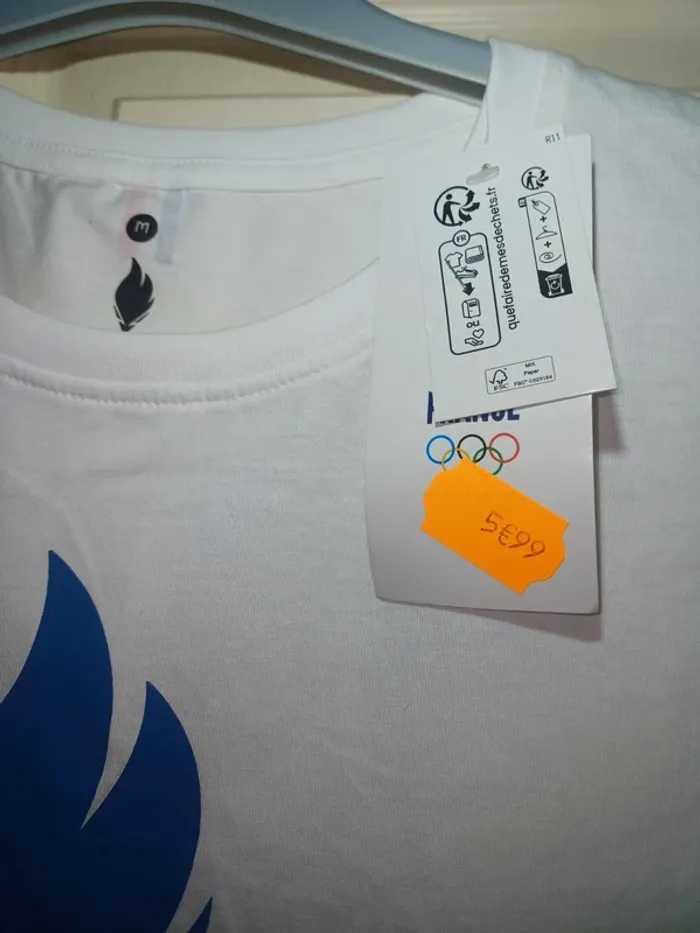 M
R11
FR
OU
quefairedemesdechets.fr
FSC
MIX
Paper
FRANCE
5€99